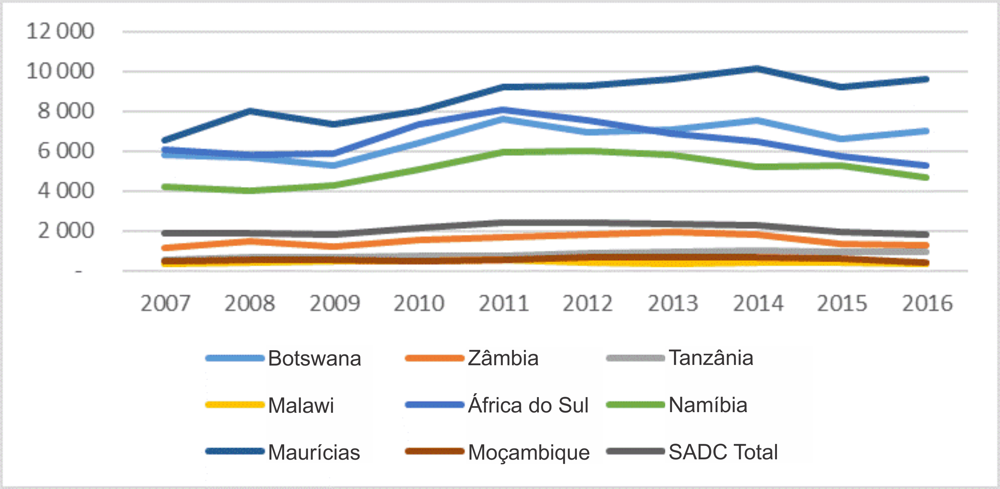 12 000
10 000
8 000
6 000
4 000
2 000
-
2007 2008 2009 2010 2011 2012 2013 2014 2015 2016
Botswana Zâmbia Tanzânia
Malawi África do Sul Namíbia
Maurícias Moçambique SADC Total